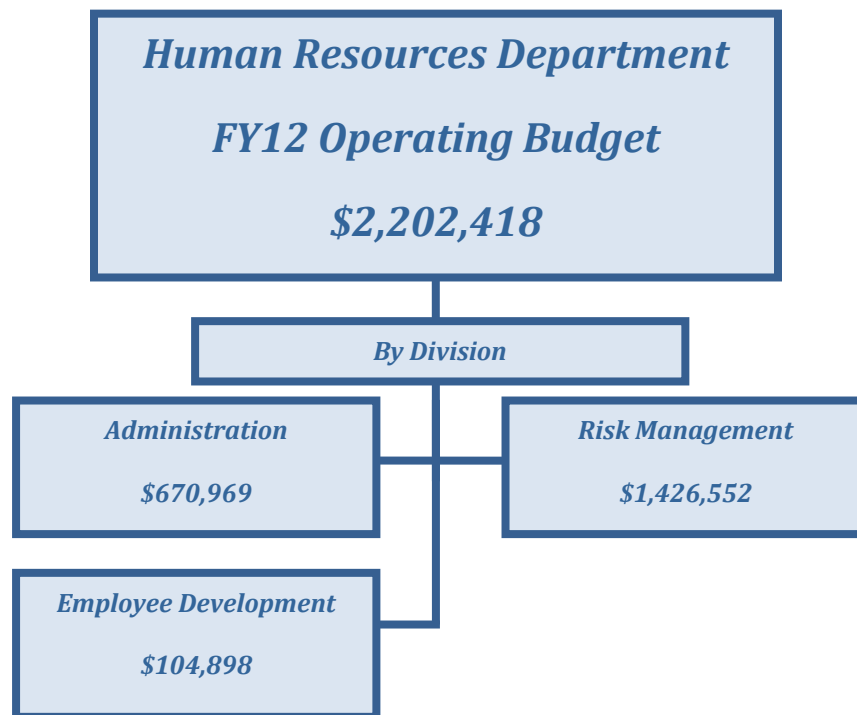 Human Resources Department
FY12 Operating Budget
$2,202,418
By Division
Administration
$670,969
Risk Management
$1,426,552
Employee Development
$104,898